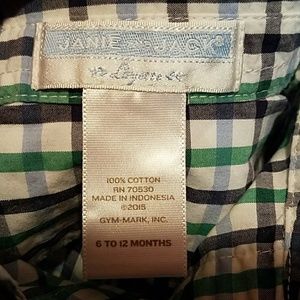 JANIE AND JACK®
Layette
100% COTTON
RN 70530
MADE IN INDONESIA
©2015
GYM-MARK, INC.
6 TO 12 MONTHS